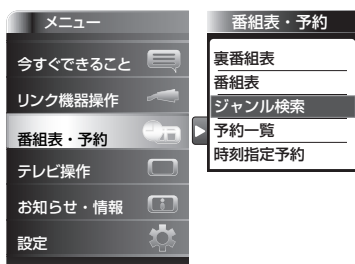 メニュー
今すぐできること
リンク機器操作
番組表・予約
テレビ操作
お知らせ・情報
設定
番組表・予約
裏番組表
番組表
ジャンル検索
予約一覧
時刻指定予約